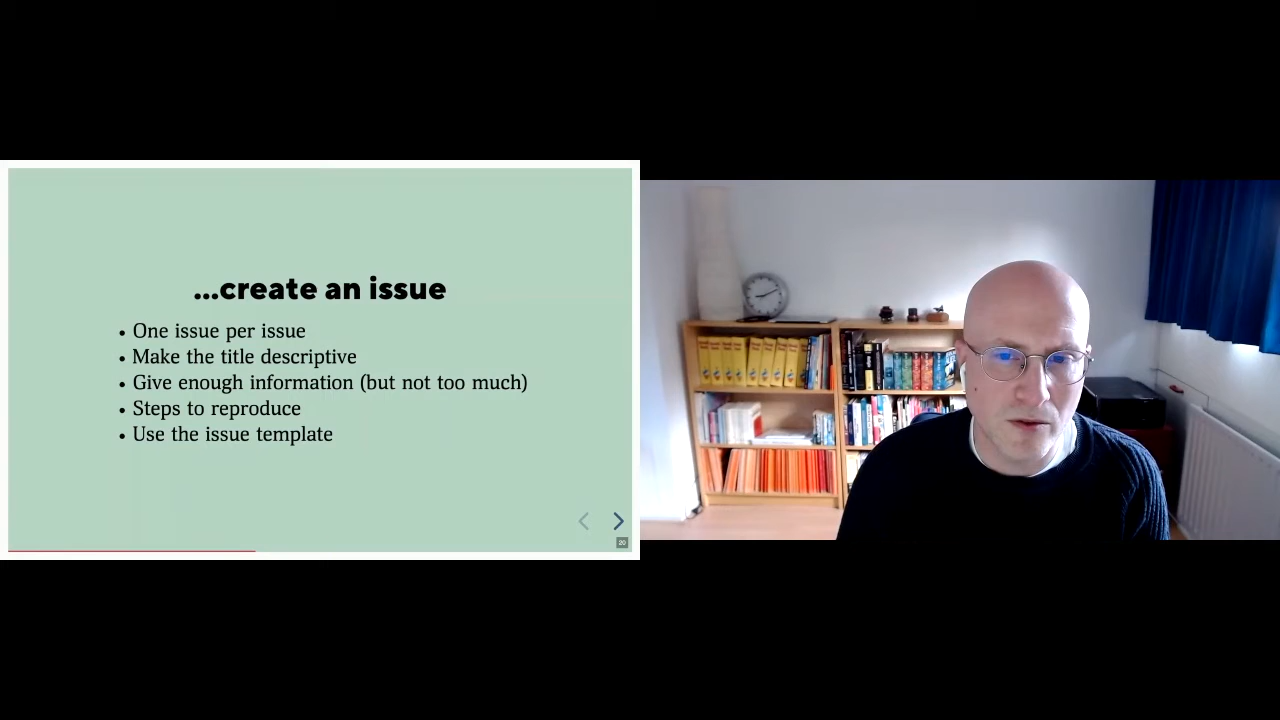 ...create an issue
• One issue per issue
• Make the title descriptive
• Give enough information (but not too much)
• Steps to reproduce
• Use the issue template
20